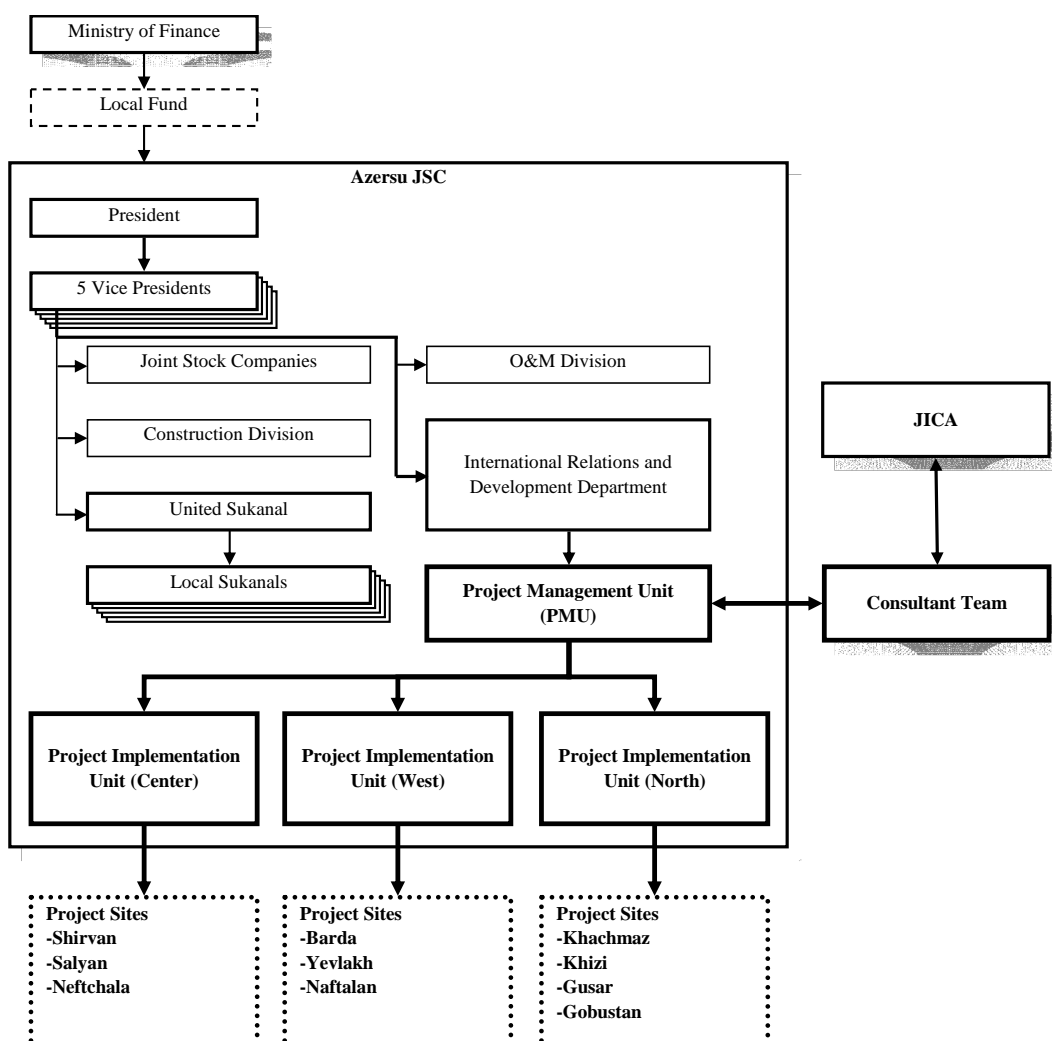 Ministry of Finance
Local Fund
Azersu JSC
President
5 Vice Presidents
Joint Stock Companies
O&M Division
Construction Division
International Relations and
Development Department
JICA
United Sukanal
Local Sukanals
Project Management Unit
(PMU)
Consultant Team
Project Implementation
Unit (Center)
Project Implementation
Unit (West)
Project Implementation
Unit (North)
Project Sites
-Shirvan
-Salyan
-Neftchala
Project Sites
-Barda
-Yevlakh
-Naftalan
Project Sites
-Khachmaz
-Khizi
-Gusar
-Gobustan